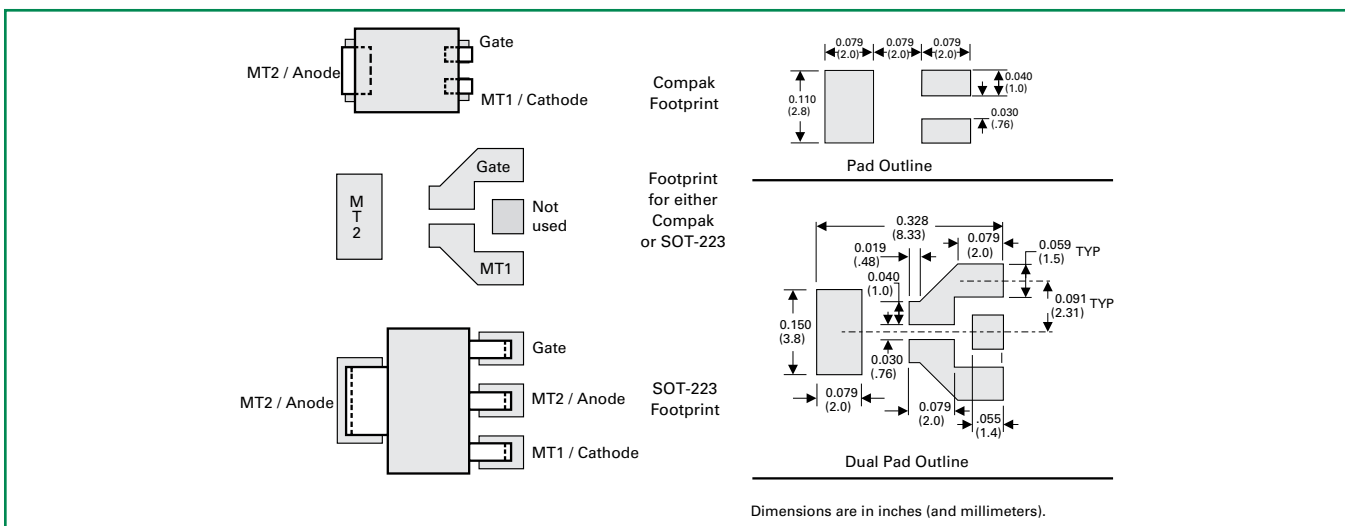 MT2 / Anode
Gate
MT1 / Cathode
Compak
Footprint
0.079
(2.0)
0.079
(2.0)
0.079
(2.0)
0.110
(2.8)
0.040
(1.0)
0.030
(.76)
Pad Outline
M
T
2
Gate
MT1
Not
used
Footprint
for either
Compak
or SOT-223
0.328
(8.33)
0.019
(.48)
0.079
(2.0)
0.059
(1.5)
TYP
0.040
(1.0)
0.091
(2.31)
TYP
0.150
(3.8)
0.030
(.76)
0.079
(2.0)
0.079
(2.0)
.055
(1.4)
Dual Pad Outline
MT2 / Anode
Gate
MT2 / Anode
MT1 / Cathode
SOT-223
Footprint
Dimensions are in inches (and millimeters).